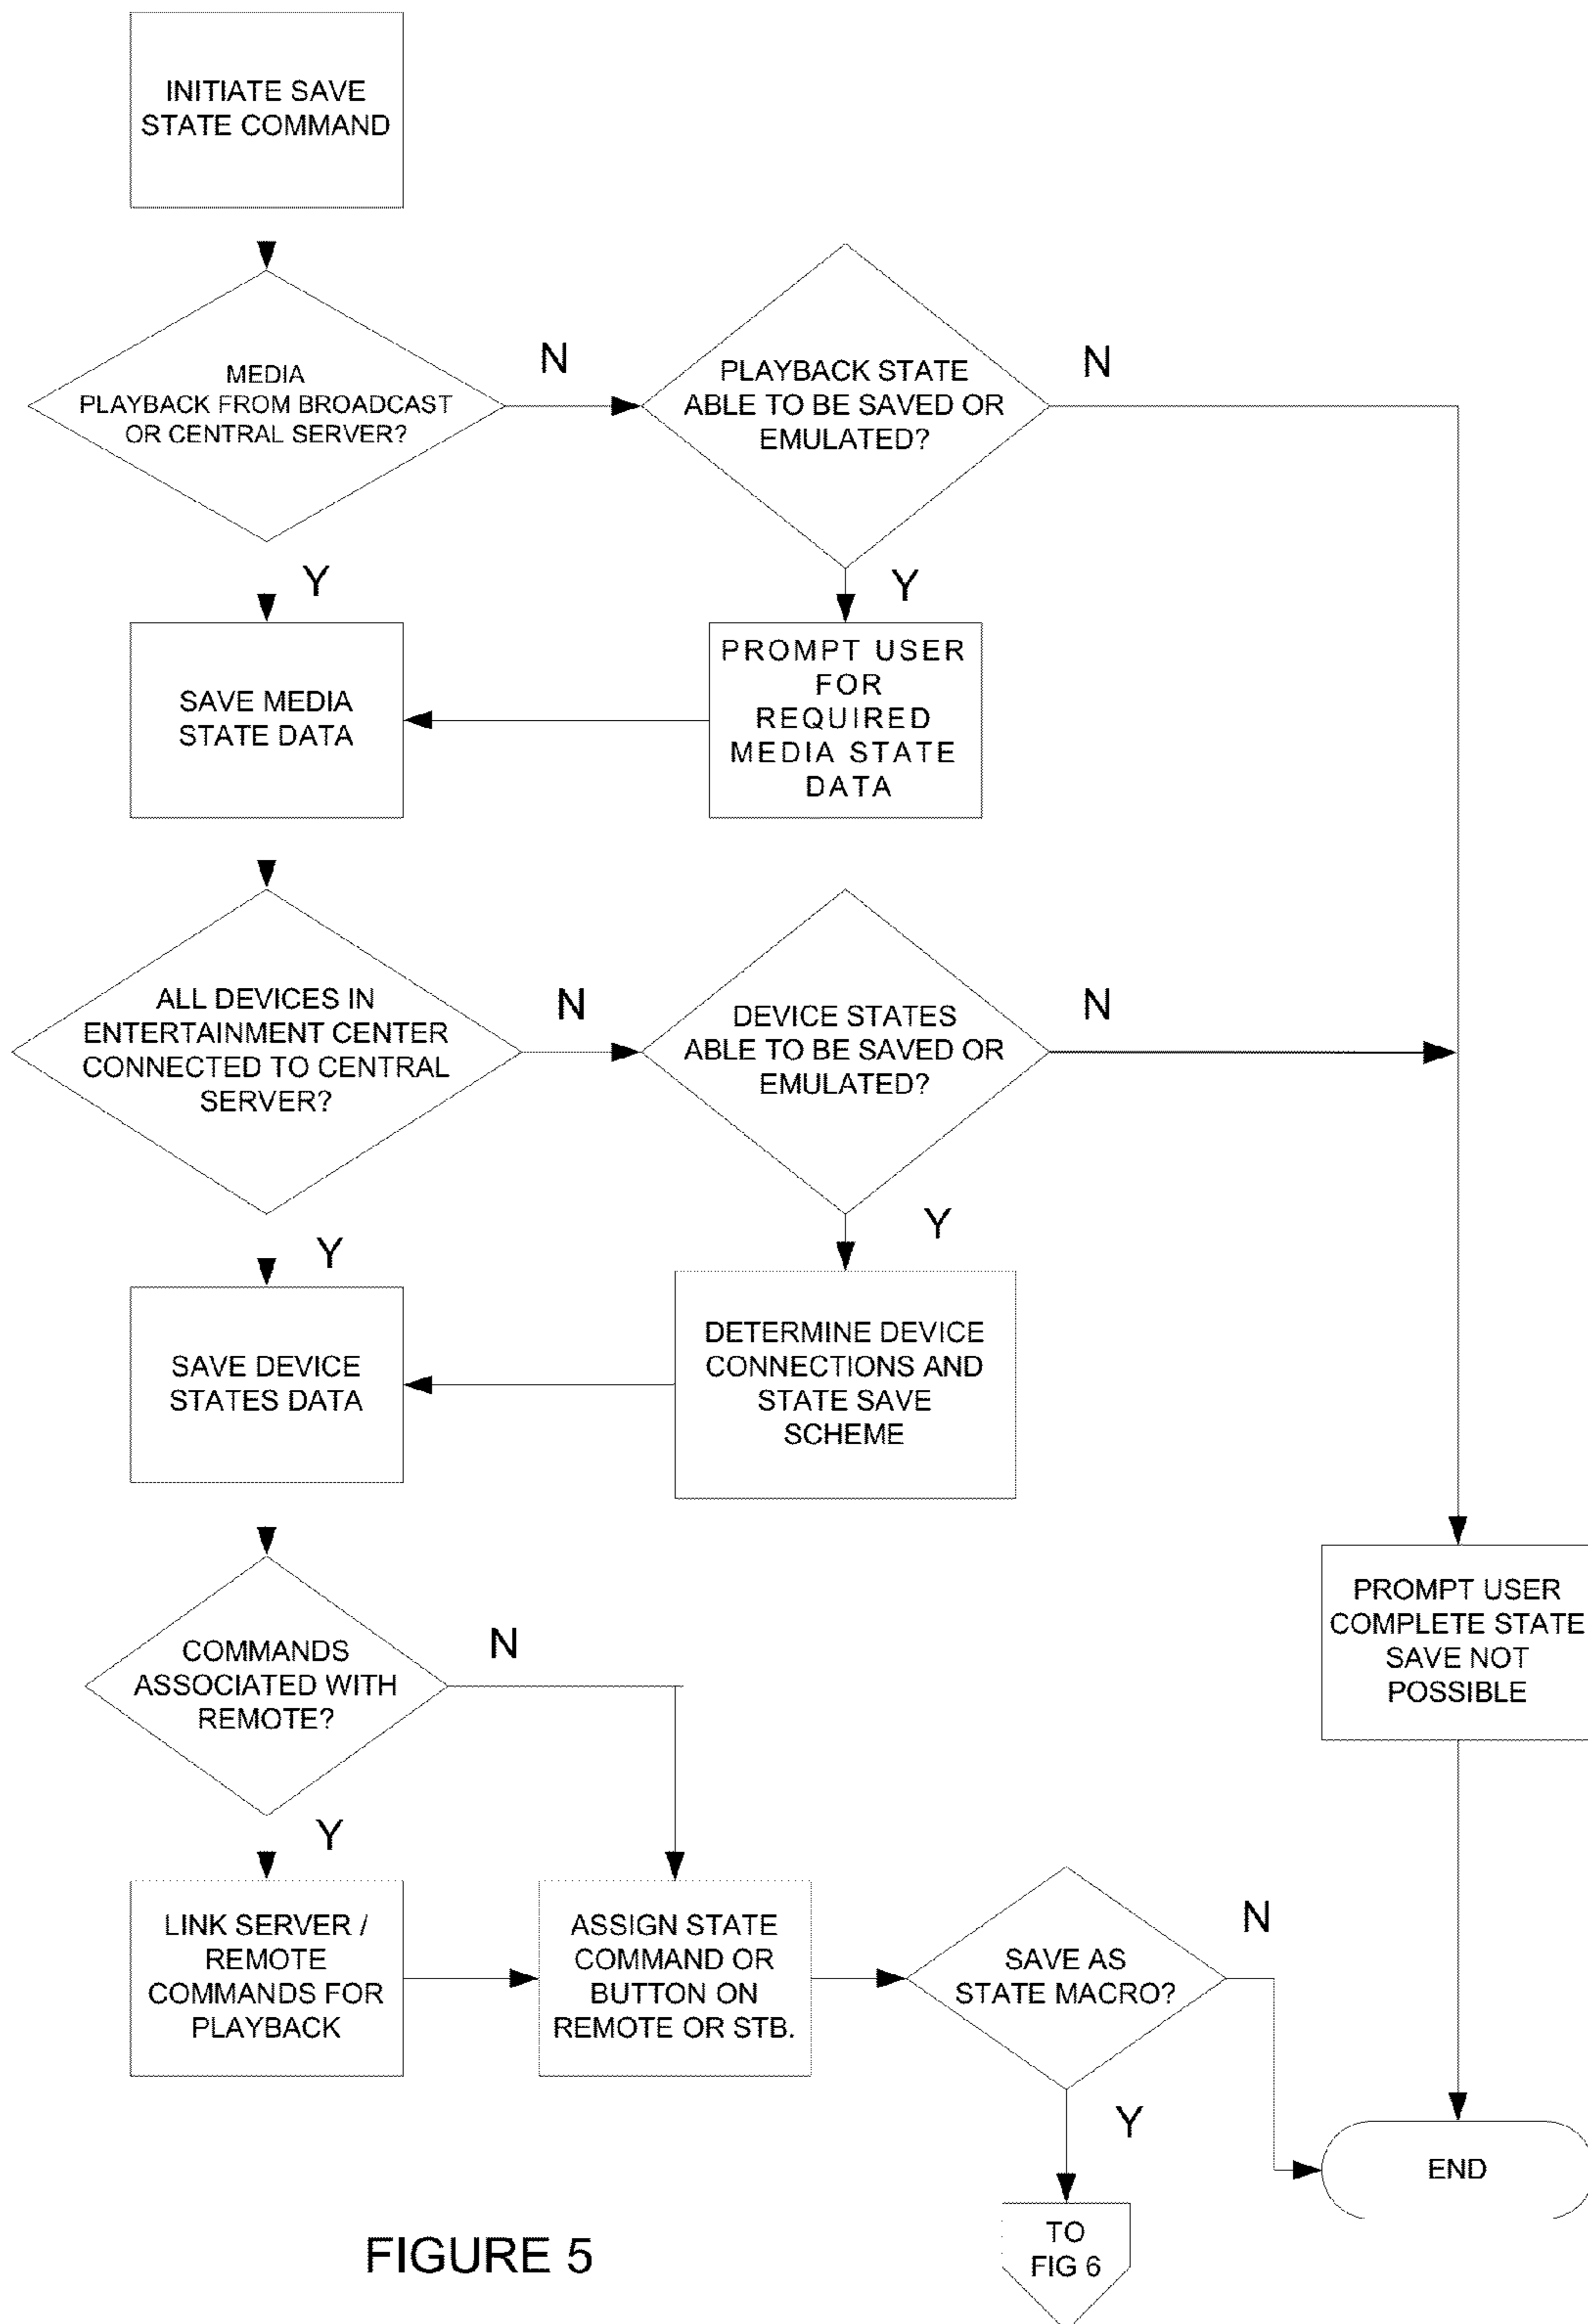 INITIATE SAVE
STATE COMMAND
MEDIA
PLAYBACK FROM BROADCAST
OR CENTRAL SERVER?
N
PLAYBACK STATE
ABLE TO BE SAVED OR
EMULATED?
N
Y
Y
SAVE MEDIA
STATE DATA
PROMPT USER
FOR
REQUIRED
MEDIA STATE
DATA
ALL DEVICES IN
ENTERTAINMENT CENTER
CONNECTED TO CENTRAL
SERVER?
N
DEVICE STATES
ABLE TO BE SAVED OR
EMULATED?
N
Y
Y
SAVE DEVICE
STATES DATA
DETERMINE DEVICE
CONNECTIONS AND
STATE SAVE
SCHEME
COMMANDS
ASSOCIATED WITH
REMOTE?
N
PROMPT USER
COMPLETE STATE
SAVE NOT
POSSIBLE
Y
LINK SERVER /
REMOTE
COMMANDS FOR
PLAYBACK
ASSIGN STATE
COMMAND OR
BUTTON ON
REMOTE OR STB.
SAVE AS
STATE MACRO?
N
Y
END
TO
FIG 6
FIGURE 5